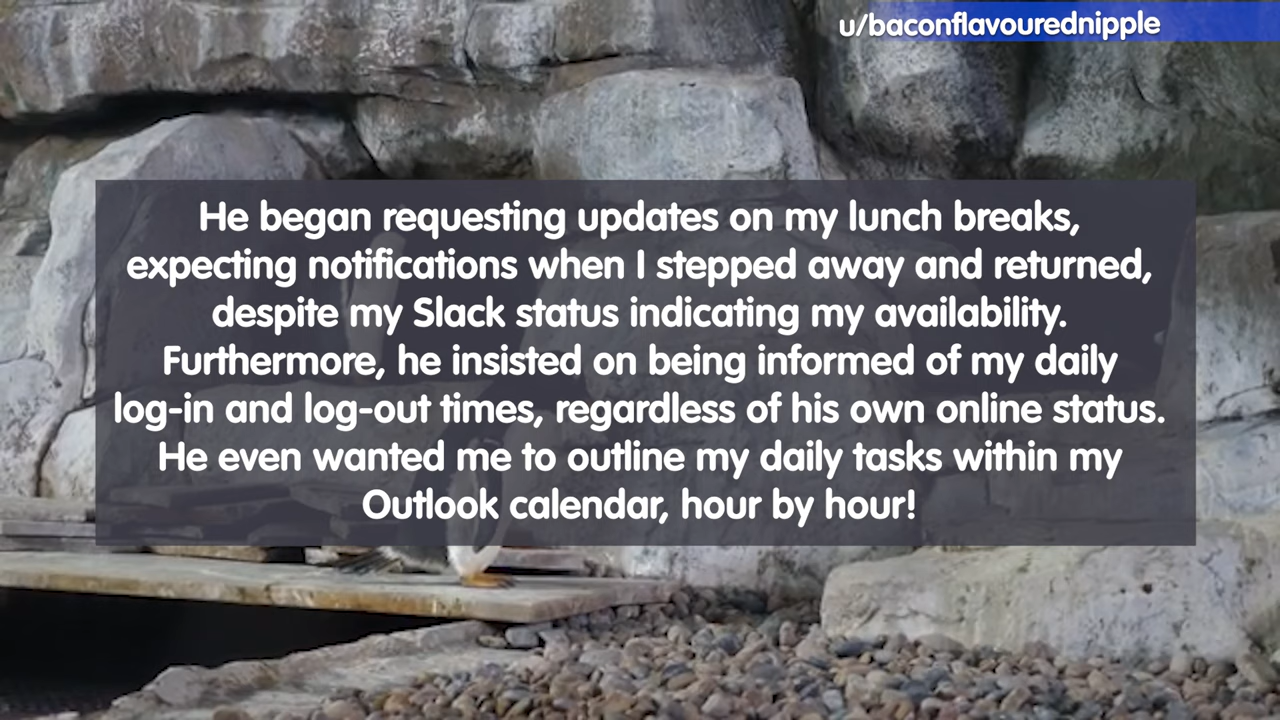 u/baconflavourednipple
He began requesting updates on my lunch breaks,
expecting notifications when I stepped away and returned,
despite my Slack status indicating my availability.
Furthermore, he insisted on being informed of my daily
log-in and log-out times, regardless of his own online status.
He even wanted me to outline my daily tasks within my
Outlook calendar, hour by hour!